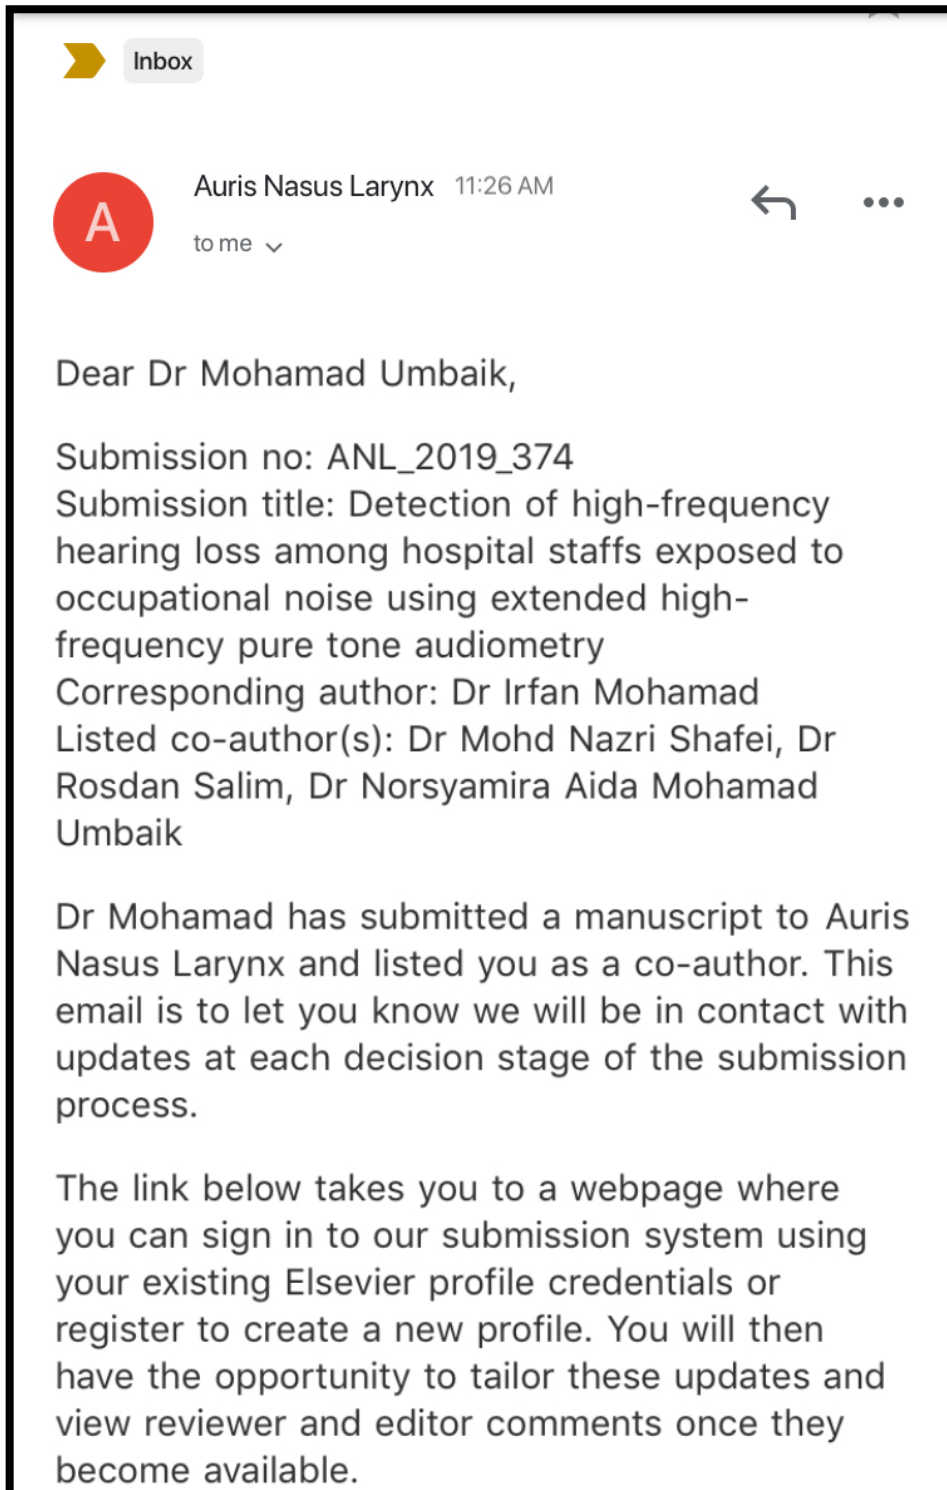 Inbox
A
Auris Nasus Larynx 11:26 AM
to me
Dear Dr Mohamad Umbaik,
Submission no: ANL_2019_374
Submission title: Detection of high-frequency
hearing loss among hospital staffs exposed to
occupational noise using extended high-
frequency pure tone audiometry
Corresponding author: Dr Irfan Mohamad
Listed co-author(s): Dr Mohd Nazri Shafei, Dr
Rosdan Salim, Dr Norsyamira Aida Mohamad
Umbaik
Dr Mohamad has submitted a manuscript to Auris
Nasus Larynx and listed you as a co-author. This
email is to let you know we will be in contact with
updates at each decision stage of the submission
process.
The link below takes you to a webpage where
you can sign in to our submission system using
your existing Elsevier profile credentials or
register to create a new profile. You will then
have the opportunity to tailor these updates and
view reviewer and editor comments once they
become available.